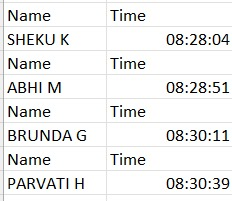 Name Time
SHEKU K 08:28:04
Name Time
ABHI M 08:28:51
Name Time
BRUNDA G 08:30:11
Name Time
PARVATI H 08:30:39